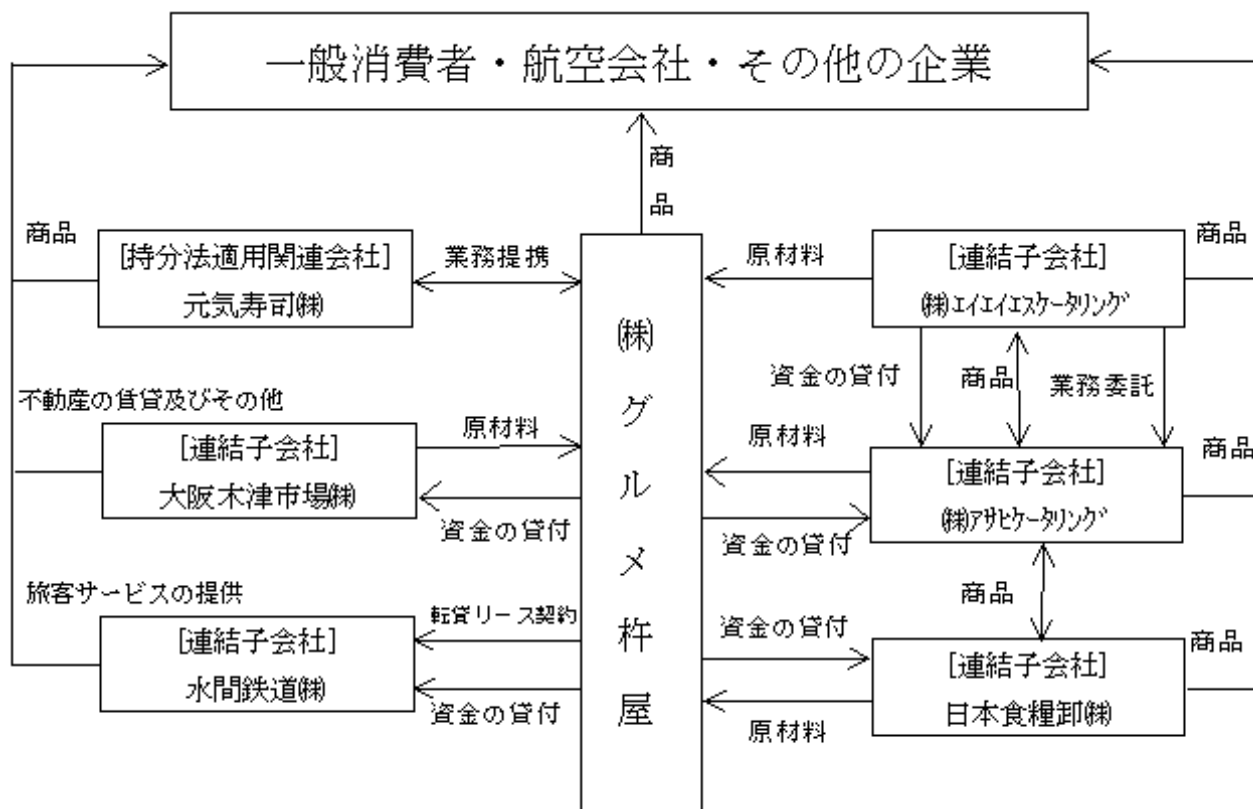 一般消費者・航空会社・その他の企業
商品
商品
[持分法適用関連会社]
元気寿司㈱
業務提携
原材料
[連結子会社]
㈱エイエイエスケータリング
商品
㈱グルメ杵屋
資金の貸付
商品
業務委託
不動産の賃貸及びその他
[連結子会社]
大阪木津市場㈱
原材料
資金の貸付
原材料
[連結子会社]
㈱アサヒケータリング
商品
資金の貸付
旅客サービスの提供
[連結子会社]
水間鉄道㈱
転貸リース契約
資金の貸付
商品
資金の貸付
[連結子会社]
日本食糧卸㈱
商品
原材料